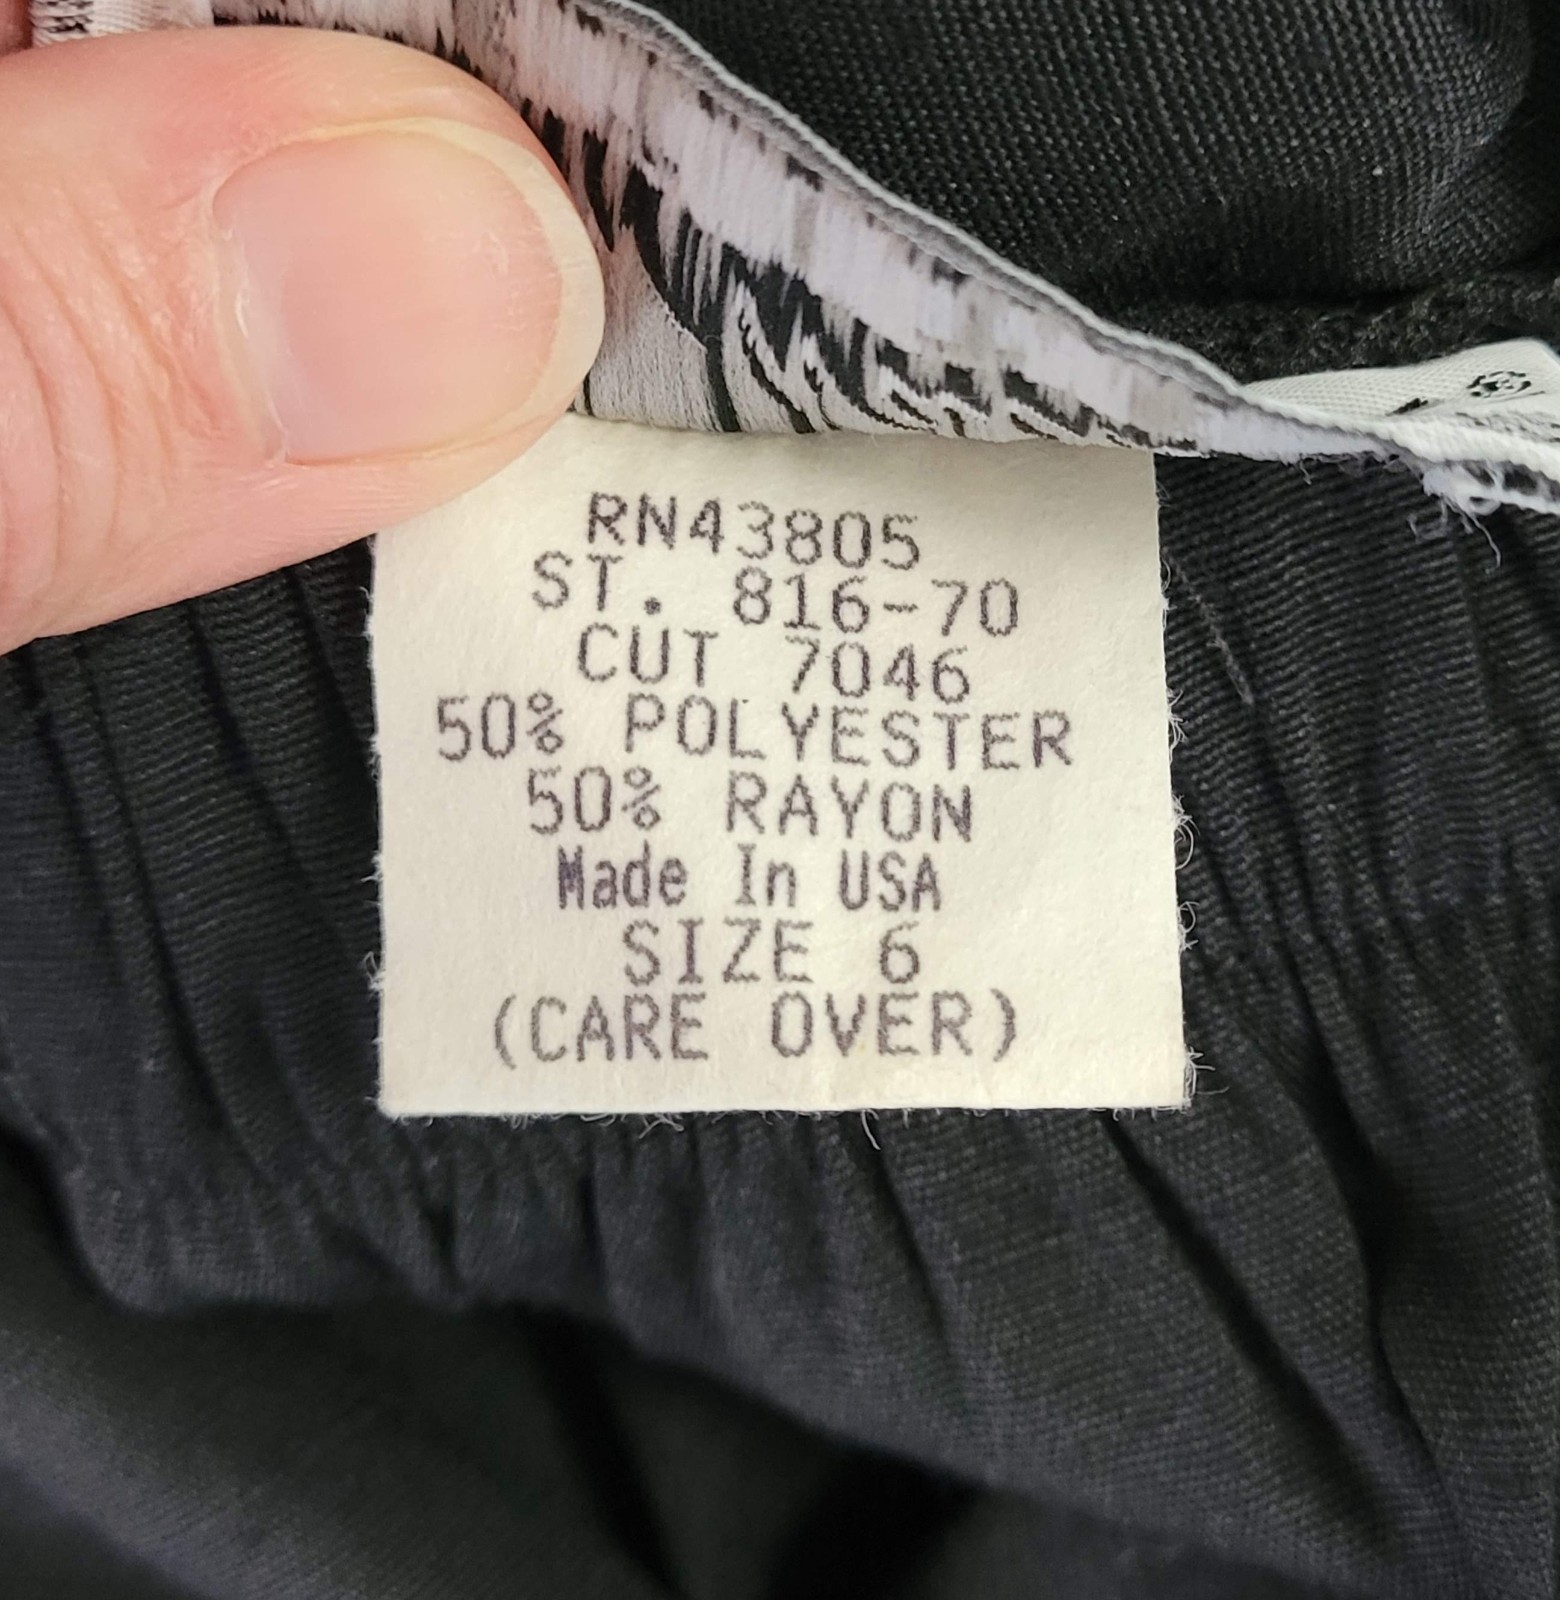 RN43805
ST. 816-70
CUT 7046
50% POLYESTER
50% RAYON
Made In USA
SIZE 6
(CARE OVER)